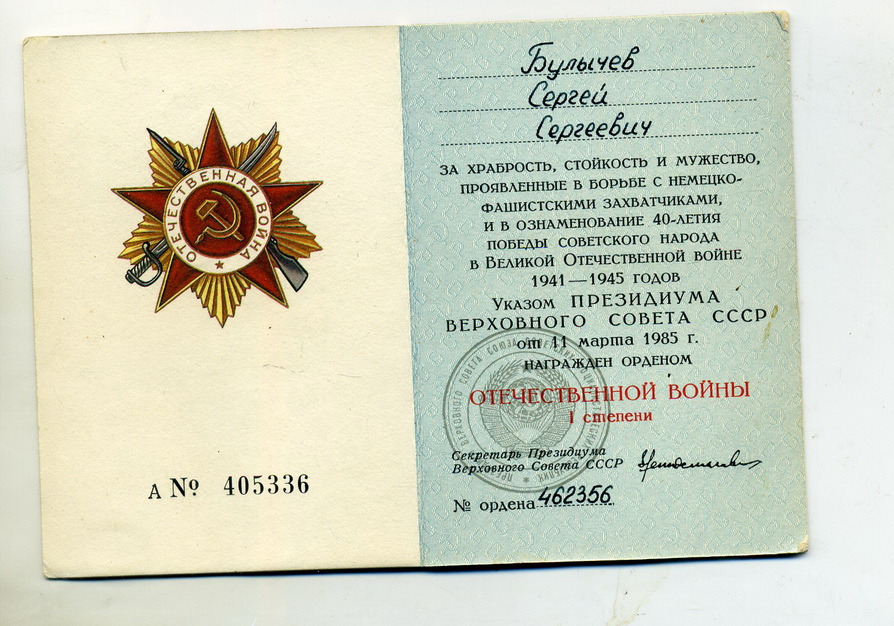 ОТЕЧЕСТВЕННАЯ ВОЙНА
А № 405336
Булычев
Сергей
Сергеевич
ЗА ХРАБРОСТЬ, СТОЙКОСТЬ И МУЖЕСТВО,
ПРОЯВЛЕННЫЕ В БОРЬБЕ С НЕМЕЦКО-
ФАШИСТСКИМИ ЗАХВАТЧИКАМИ,
И В ОЗНАМЕНОВАНИЕ 40-ЛЕТИЯ
ПОБЕДЫ СОВЕТСКОГО НАРОДА
В ВЕЛИКОЙ ОТЕЧЕСТВЕННОЙ ВОЙНЕ
1941—1945 ГОДОВ
УКАЗОМ ПРЕЗИДИУМА
ВЕРХОВНОГО СОВЕТА СССР
от 11 марта 1985 г.
НАГРАЖДЕН ОРДЕНОМ
ОТЕЧЕСТВЕННОЙ ВОЙНЫ
I степени
Секретарь Президиума
Верховного Совета СССР
№ ордена 462356